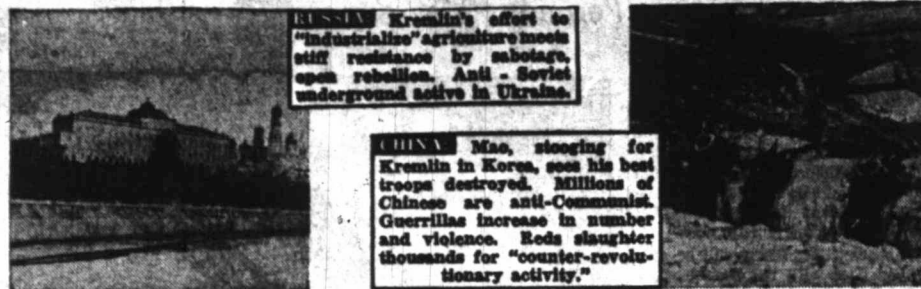 RUSSIA: Kremlin's effort to
"industrialize" agriculture meets
stiff resistance by sabotage,
open rebellion. Anti - Soviet
underground active in Ukraine.
CHINA: Mao, stooging for
Kremlin in Korea, sees his best
troops destroyed. Millions of
Chinese are anti-Communist.
Guerrillas increase in number
and violence. Reds slaughter
thousands for "counter-revolu-
tionary activity."